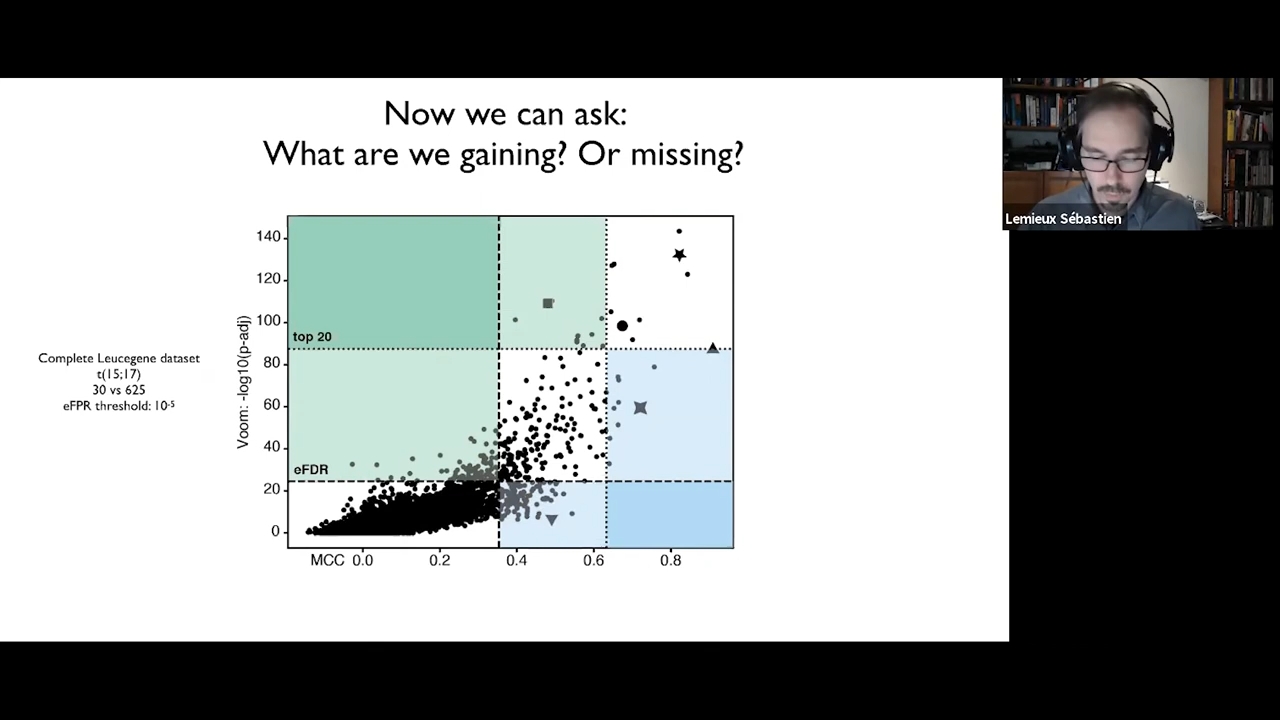 Now we can ask:
What are we gaining? Or missing?
Lemieux Sébastien
Complete Leucegene dataset
t(15;17)
30 vs 625
eFPR threshold: 10-5
Voom: -log10(p-adj)
140
120
100
80
60
40
20
0
top 20
eFDR
MCC 0.0 0.2 0.4 0.6 0.8